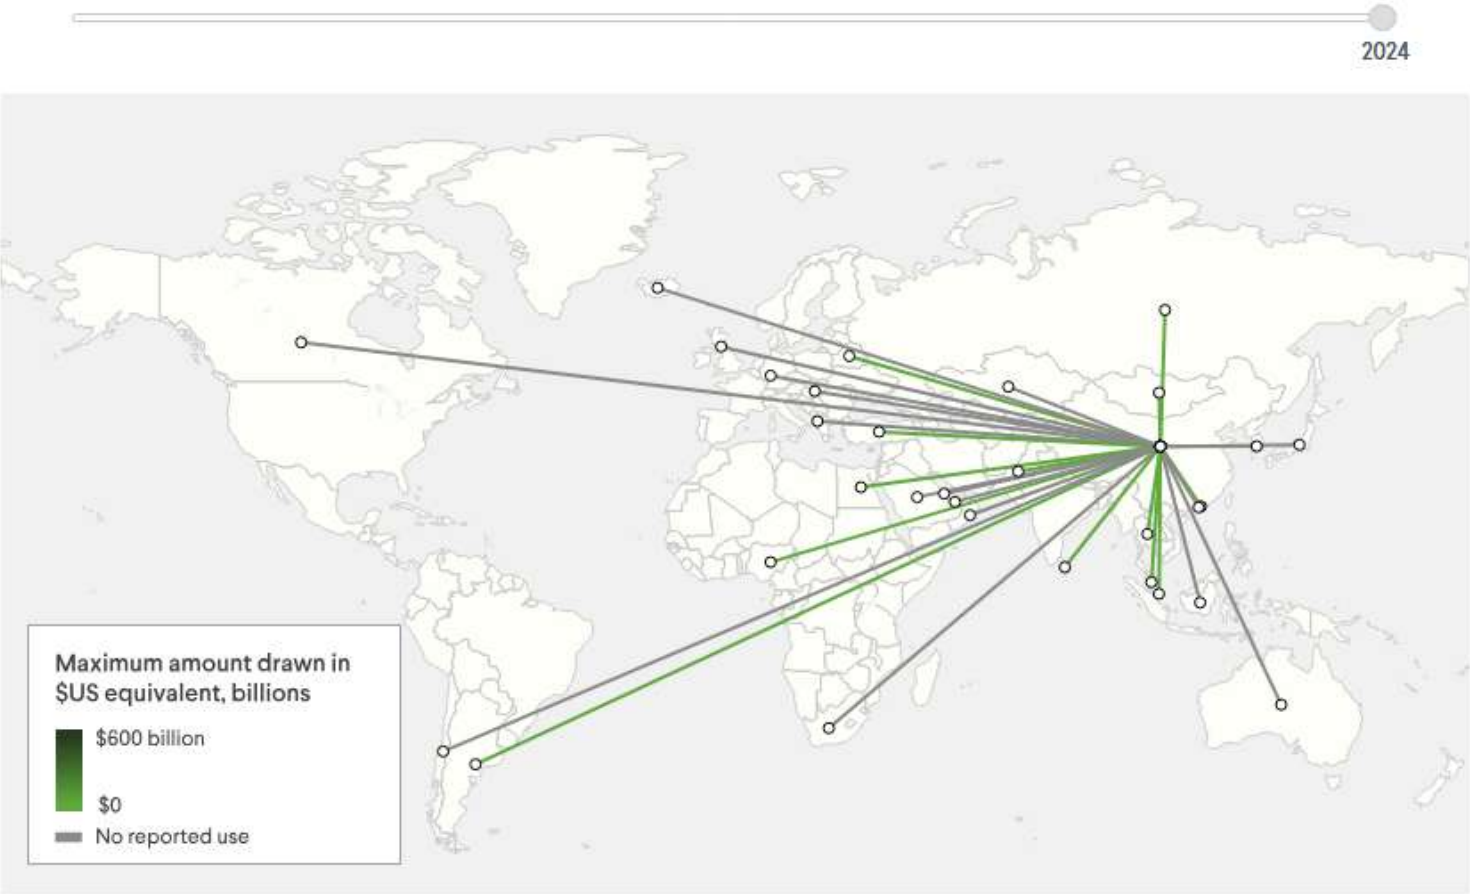 2024
Maximum amount drawn in
$US equivalent, billions
$600 billion
$0
No reported use